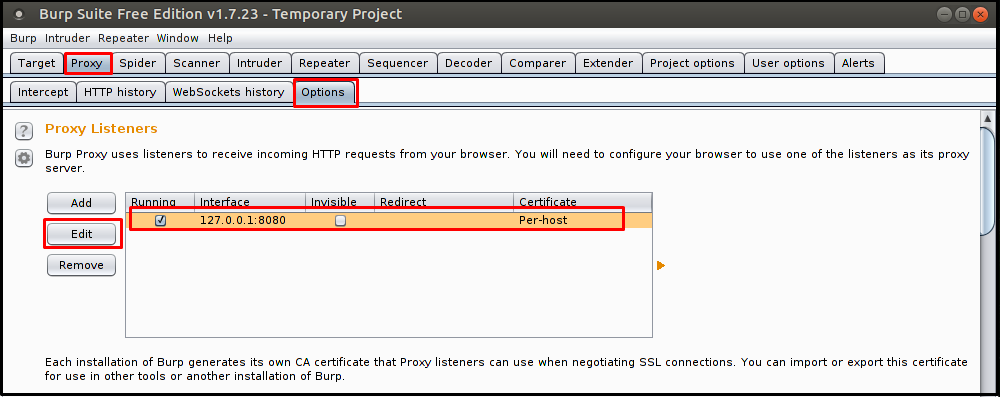 Burp Suite Free Edition v1.7.23 - Temporary Project
Burp Intruder Repeater Window Help
Target Proxy Spider Scanner Intruder Repeater Sequencer Decoder Comparer Extender Project options User options Alerts
Intercept HTTP history WebSockets history Options
? Proxy Listeners
Burp Proxy uses listeners to receive incoming HTTP requests from your browser. You will need to configure your browser to use one of the listeners as its proxy
server.
Add Running Interface Invisible Redirect Certificate
127.0.0.1:8080 Per-host
Edit
Remove
Each installation of Burp generates its own CA certificate that Proxy listeners can use when negotiating SSL connections. You can import or export this certificate
for use in other tools or another installation of Burp.